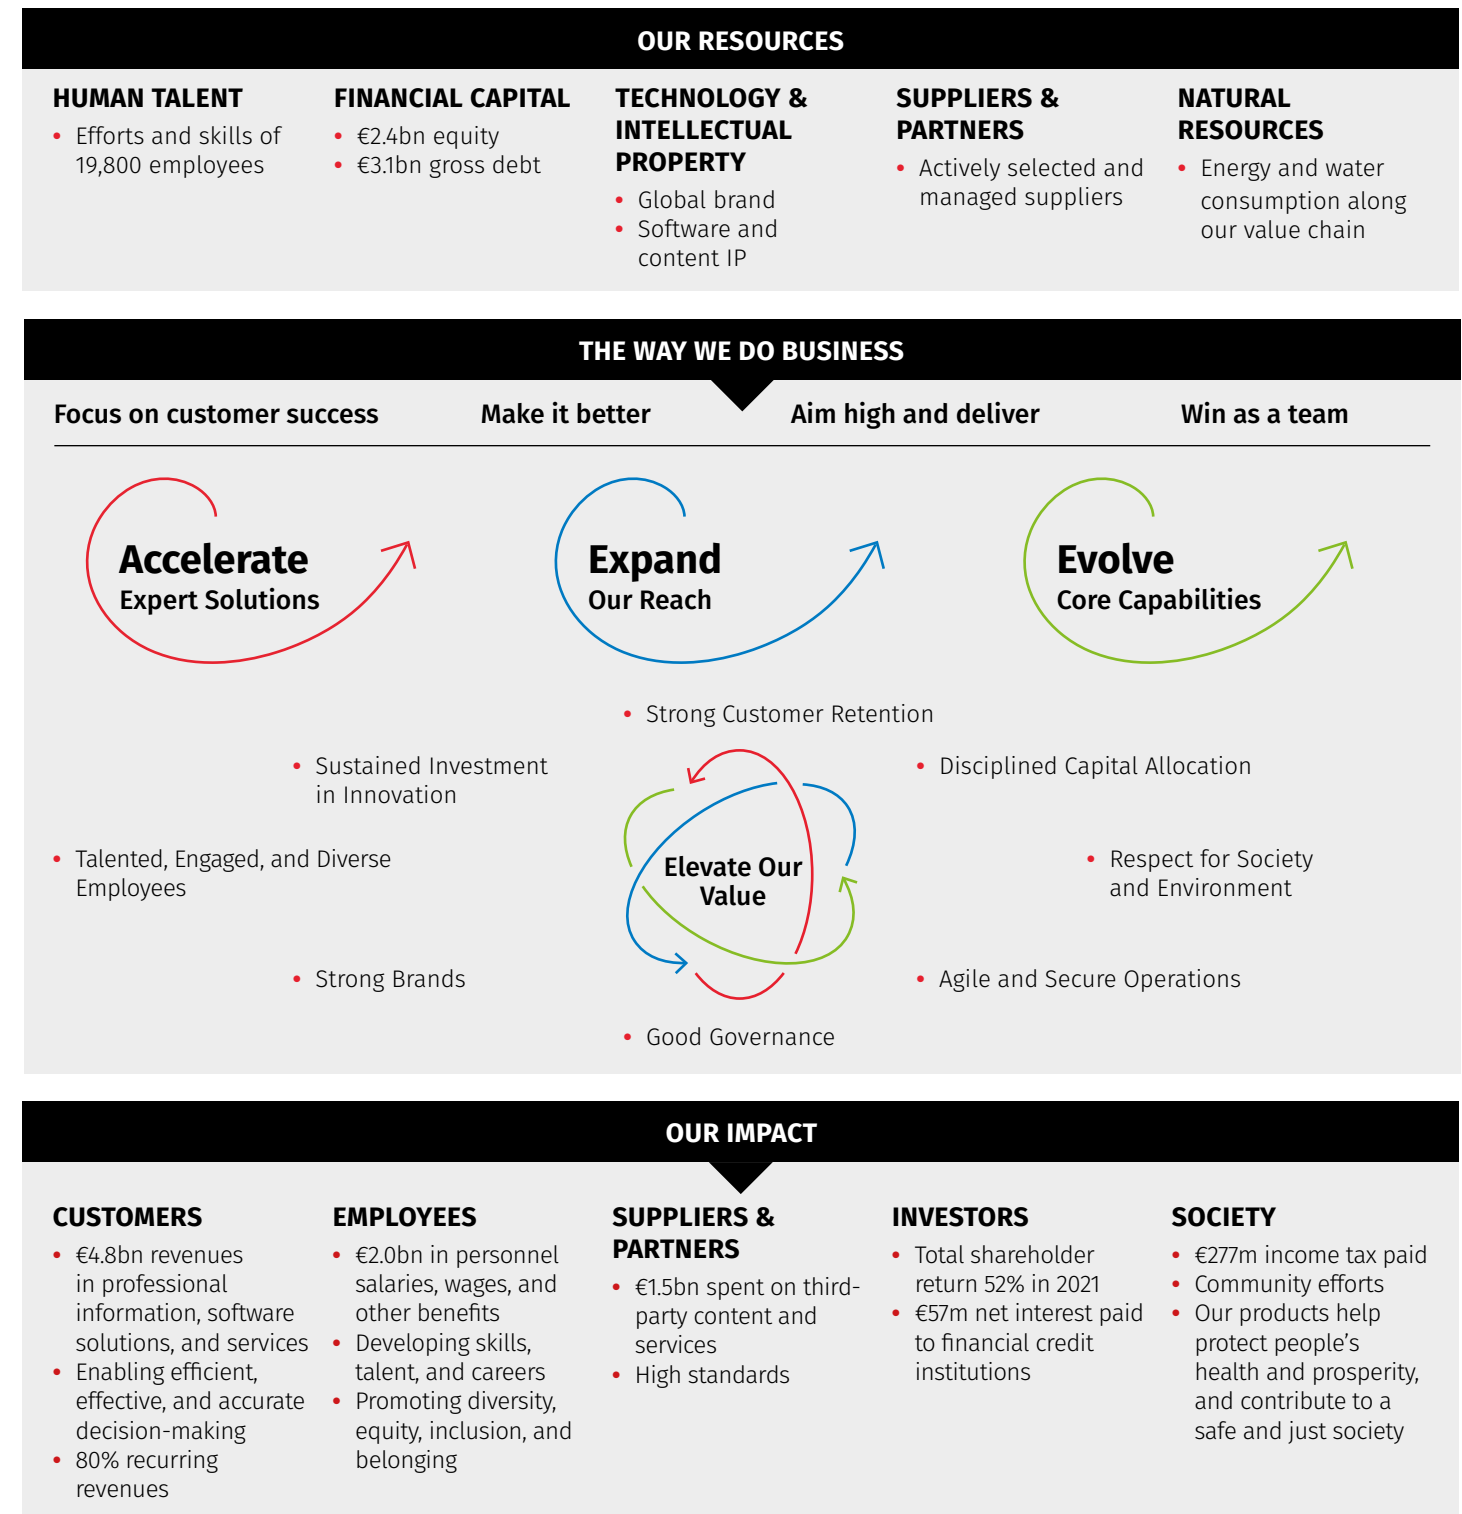 OUR RESOURCES
HUMAN TALENT
• Efforts and skills of
19,800 employees
FINANCIAL CAPITAL
• €2.4bn equity
• €3.1bn gross debt
TECHNOLOGY &
INTELLECTUAL
PROPERTY
• Global brand
• Software and
content IP
SUPPLIERS &
PARTNERS
• Actively selected and
managed suppliers
NATURAL
RESOURCES
• Energy and water
consumption along
our value chain
THE WAY WE DO BUSINESS
Focus on customer success
Make it better
Aim high and deliver
Win as a team
Accelerate
Expert Solutions
Expand
Our Reach
Evolve
Core Capabilities
• Strong Customer Retention
• Sustained Investment
in Innovation
• Disciplined Capital Allocation
• Talented, Engaged, and Diverse
Employees
Elevate Our
Value
• Respect for Society
and Environment
• Strong Brands
• Agile and Secure Operations
• Good Governance
OUR IMPACT
CUSTOMERS
• €4.8bn revenues
in professional
information, software
solutions, and services
• Enabling efficient,
effective, and accurate
decision-making
• 80% recurring
revenues
EMPLOYEES
• €2.0bn in personnel
salaries, wages, and
other benefits
• Developing skills,
talent, and careers
• Promoting diversity,
equity, inclusion, and
belonging
SUPPLIERS &
PARTNERS
• €1.5bn spent on third-
party content and
services
• High standards
INVESTORS
• Total shareholder
return 52% in 2021
• €57m net interest paid
to financial credit
institutions
SOCIETY
• €277m income tax paid
• Community efforts
• Our products help
protect people's
health and prosperity,
and contribute to a
safe and just society